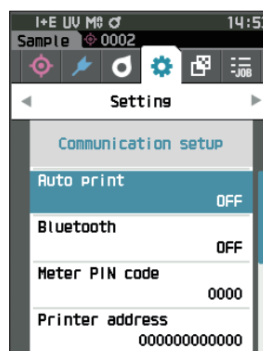 I+E UV M0 14:5
Sample 0002
JOB
Setting
Communication setup
Auto print
OFF
Bluetooth
OFF
Meter PIN code
0000
Printer address
000000000000